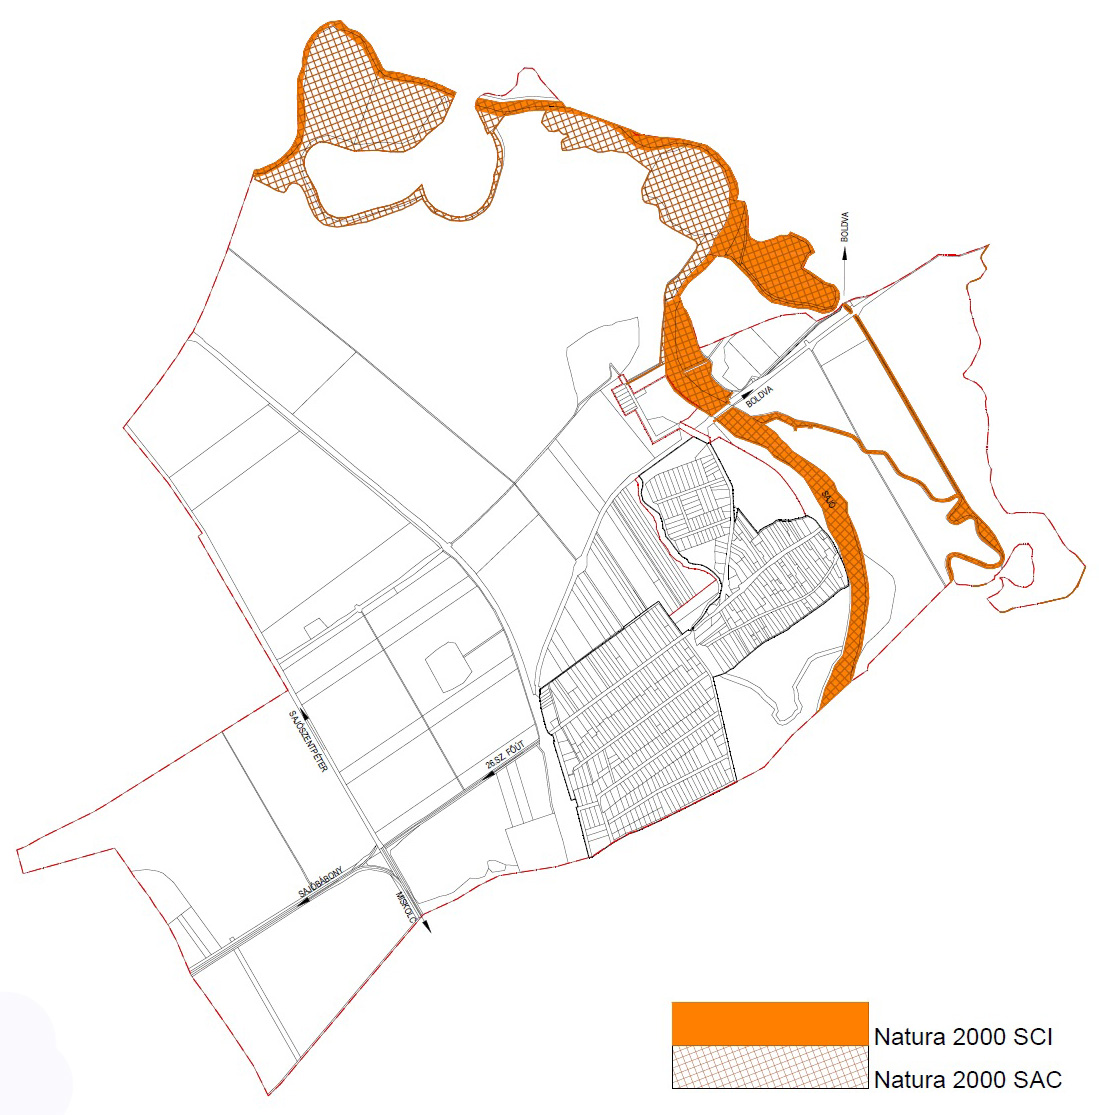 BOLDVA
BOLDVA
SAJÓ
SAJÓSZENTPÉTER
26 SZ. FŐÚT
SAJÓBÁBONY
MISKOLC
Natura 2000 SCI
Natura 2000 SAC